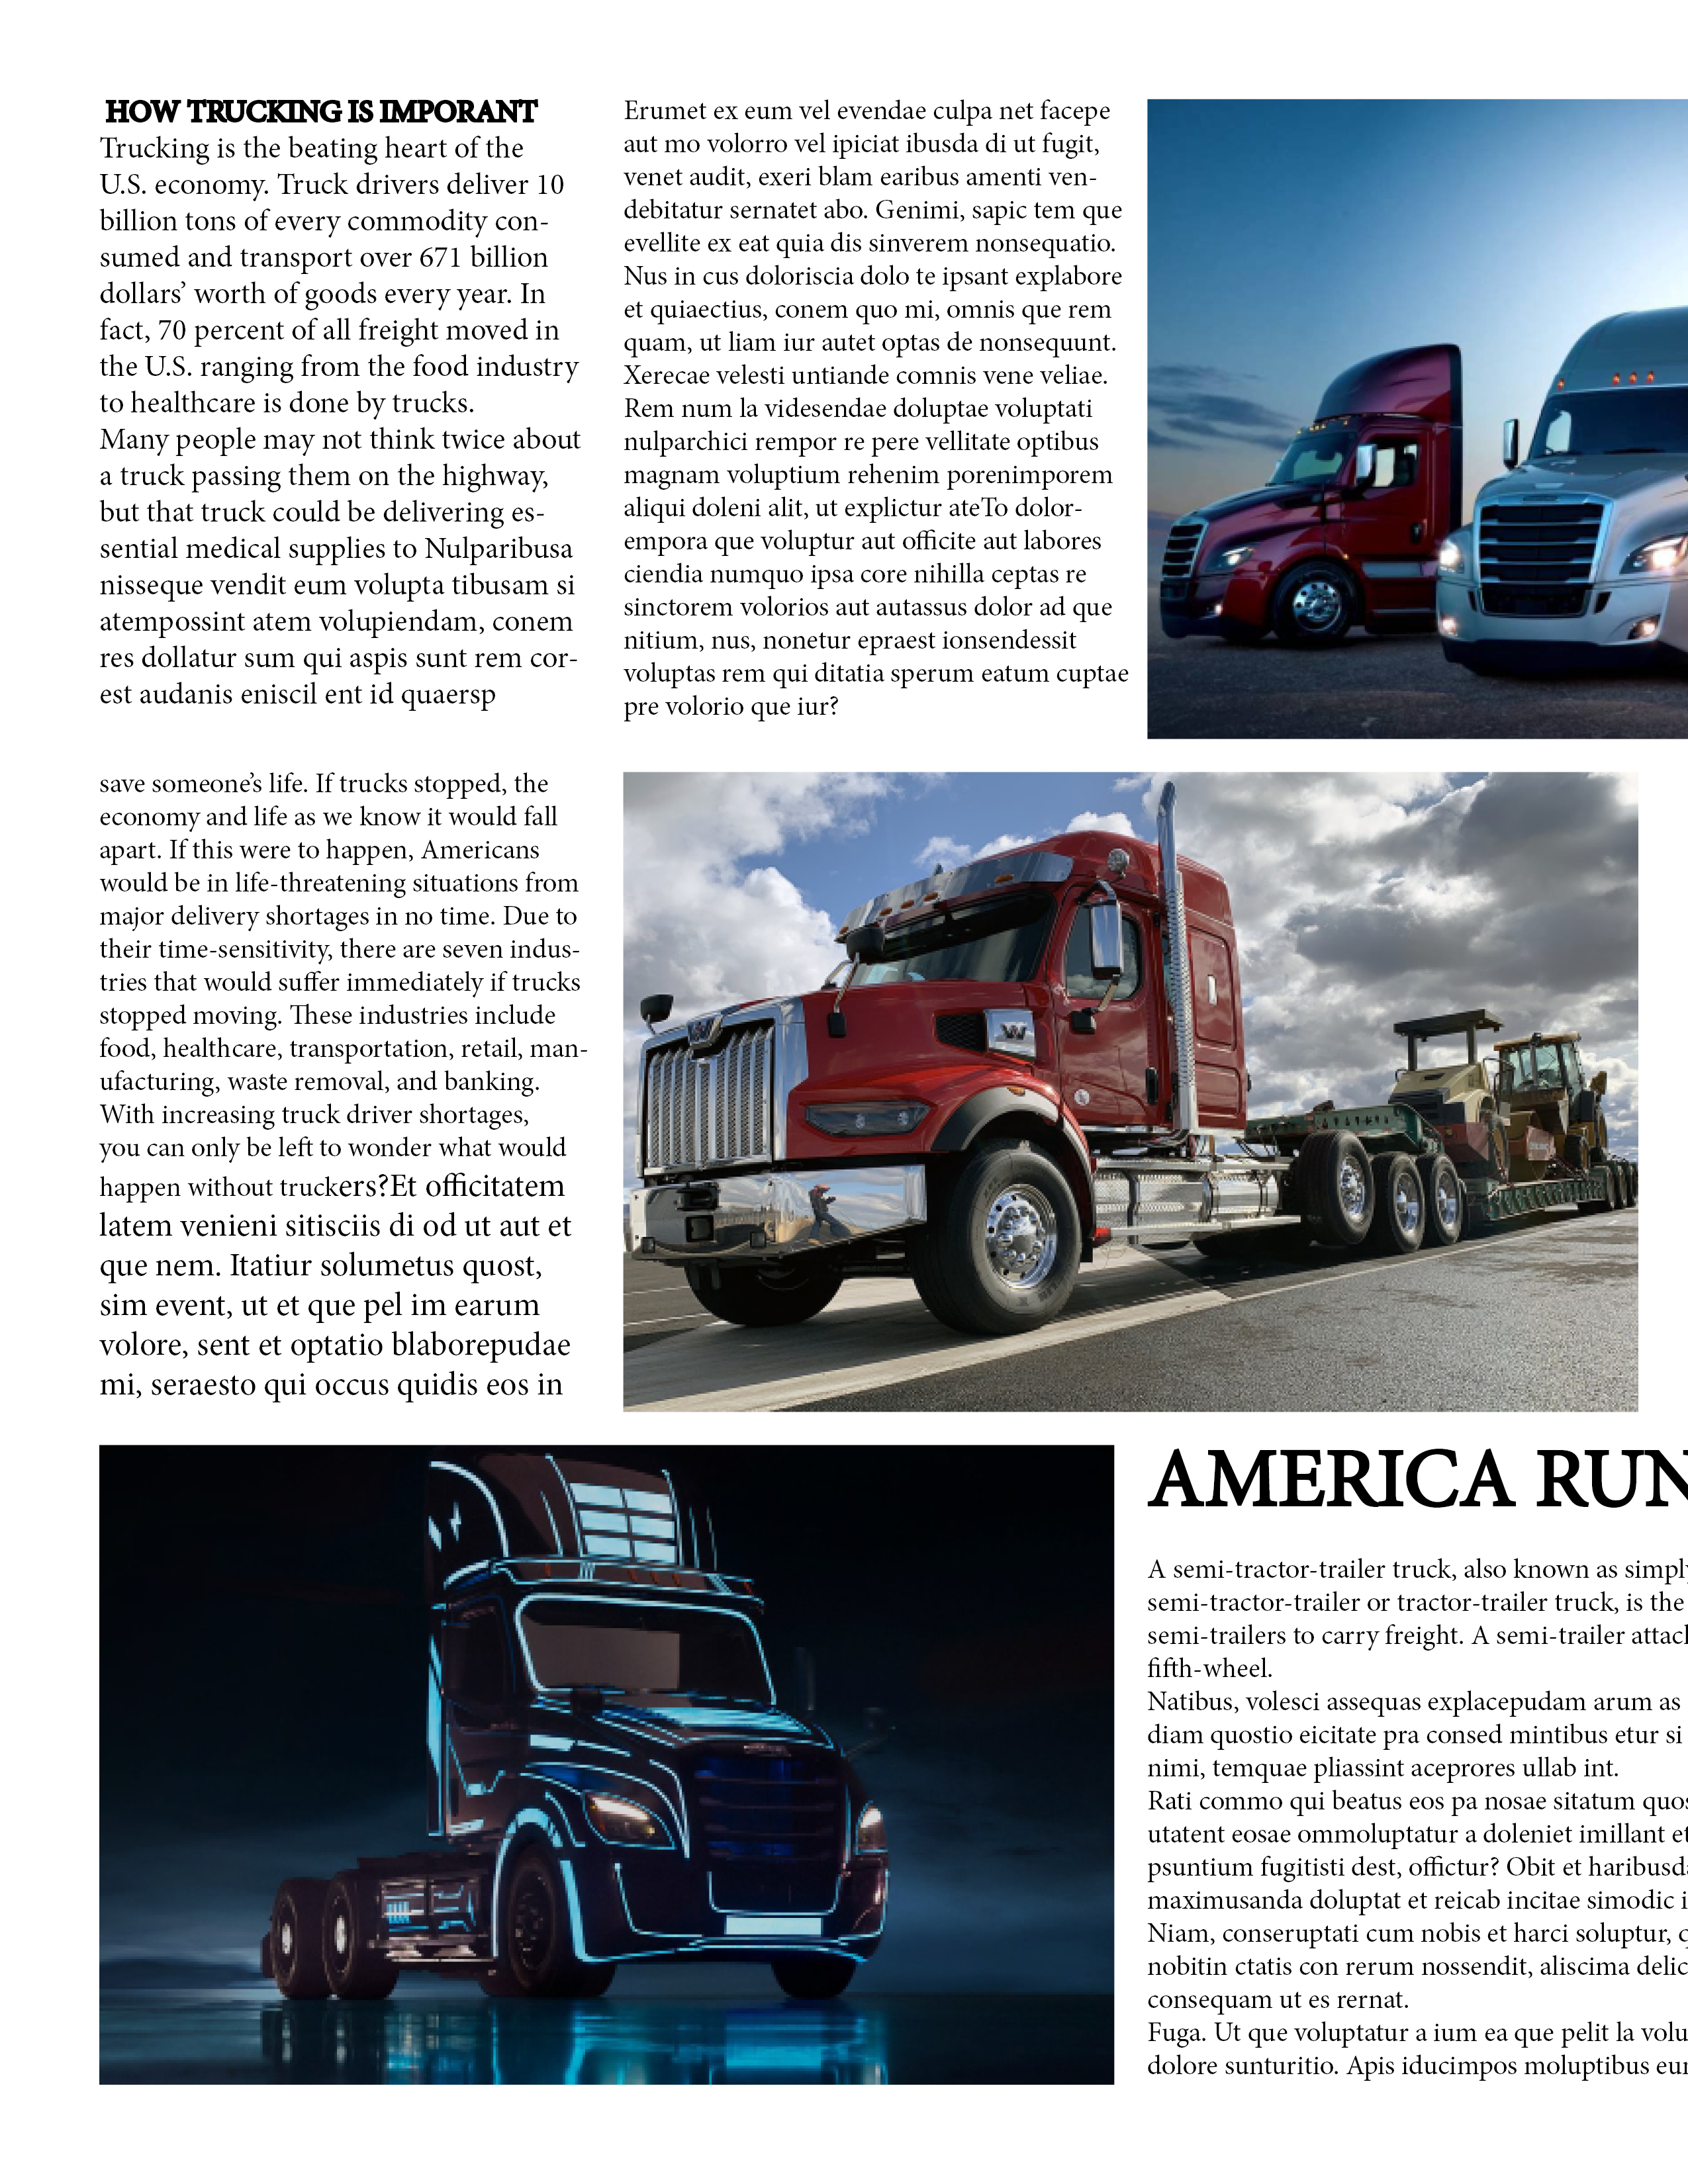 HOW TRUCKING IS IMPORANT
Trucking is the beating heart of the
U.S. economy. Truck drivers deliver 10
billion tons of every commodity con-
sumed and transport over 671 billion
dollars’ worth of goods every year. In
fact, 70 percent of all freight moved in
the U.S. ranging from the food industry
to healthcare is done by trucks.
Many people may not think twice about
a truck passing them on the highway,
but that truck could be delivering es-
sential medical supplies to Nulparibusa
nisseque vendit eum volupta tibusam si
atempossint atem volupiendam, conem
res dollatur sum qui aspis sunt rem cor-
est audanis eniscil ent id quaersp
Erumet ex eum vel evendae culpa net facepe
aut mo volorro vel ipiciat ibusda di ut fugit,
venet audit, exeri blam earibus amenti ven-
debitatur sernatet abo. Genimi, sapic tem que
evellite ex eat quia dis sinverem nonsequatio.
Nus in cus doloriscia dolo te ipsant explabore
et quiaectius, conem quo mi, omnis que rem
quam, ut liam iur autet optas de nonsequunt.
Xerecae velesti untiande comnis vene veliae.
Rem num la videsendae doluptae voluptati
nulparchici rempor re pere vellitate optibus
magnam voluptium rehenim porenimporem
aliqui doleni alit, ut explictur ateTo dolor-
empora que voluptur aut officite aut labores
ciendia numquo ipsa core nihilla ceptas re
sinctorem volorios aut autassus dolor ad que
nitium, nus, nonetur epraest ionsendessit
voluptas rem qui ditatia sperum eatum cuptae
pre volorio que iur?
save someone’s life. If trucks stopped, the
economy and life as we know it would fall
apart. If this were to happen, Americans
would be in life-threatening situations from
major delivery shortages in no time. Due to
their time-sensitivity, there are seven indus-
tries that would suffer immediately if trucks
stopped moving. These industries include
food, healthcare, transportation, retail, man-
ufacturing, waste removal, and banking.
With increasing truck driver shortages,
you can only be left to wonder what would
happen without truckers?Et officitatem
latem venieni sitisciis di od ut aut et
que nem. Itatiur solumetus quost,
sim event, ut et que pel im earum
volore, sent et optatio blaborepudae
mi, seraesto qui occus quidis eos in
AMERICA RUN
A semi-tractor-trailer truck, also known as simply
semi-tractor-trailer or tractor-trailer truck, is the
semi-trailers to carry freight. A semi-trailer attach
fifth-wheel.
Natibus, volesci assequas explacepudam arum as
diam quostio eicitate pra consed mintibus etur si
nimi, temquae pliassint aceprores ullab int.
Rati commo qui beatus eos pa nosae sitatum quos
utatent eosae ommoluptatur a doleniet imillant et
psuntium fugitisti dest, offictur? Obit et haribusda
maximusanda doluptat et reicab incitae simodic i
Niam, conseruptati cum nobis et harci soluptur, q
nobitin ctatis con rerum nossendit, aliscima delic
consequam ut es rernat.
Fuga. Ut que voluptatur a ium ea que pelit la volu
dolore sunturitio. Apis iducimpos moluptibus eur